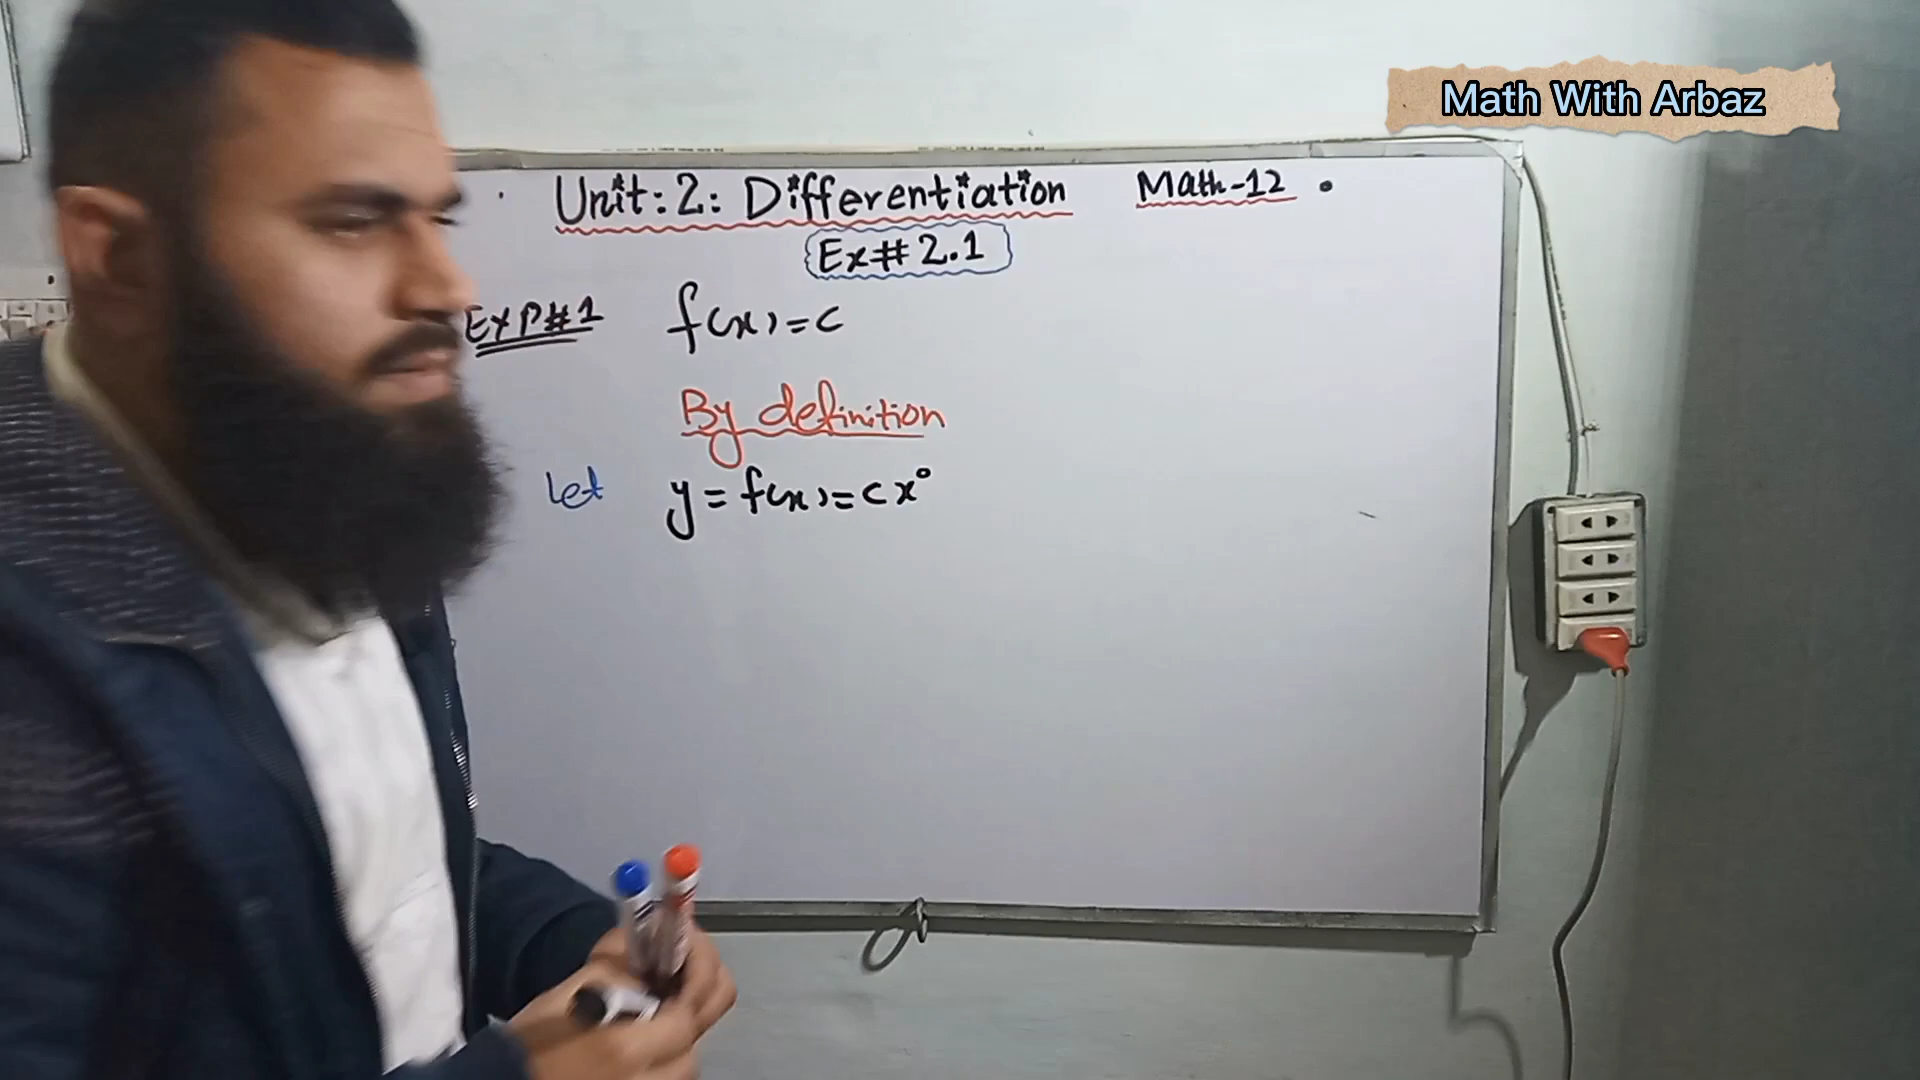 Math With Arbaz
Unit:2: Differentiation Math-12
Ex# 2.1
EXP#1 f(x)=c
By definition
let y=f(x)=cx°